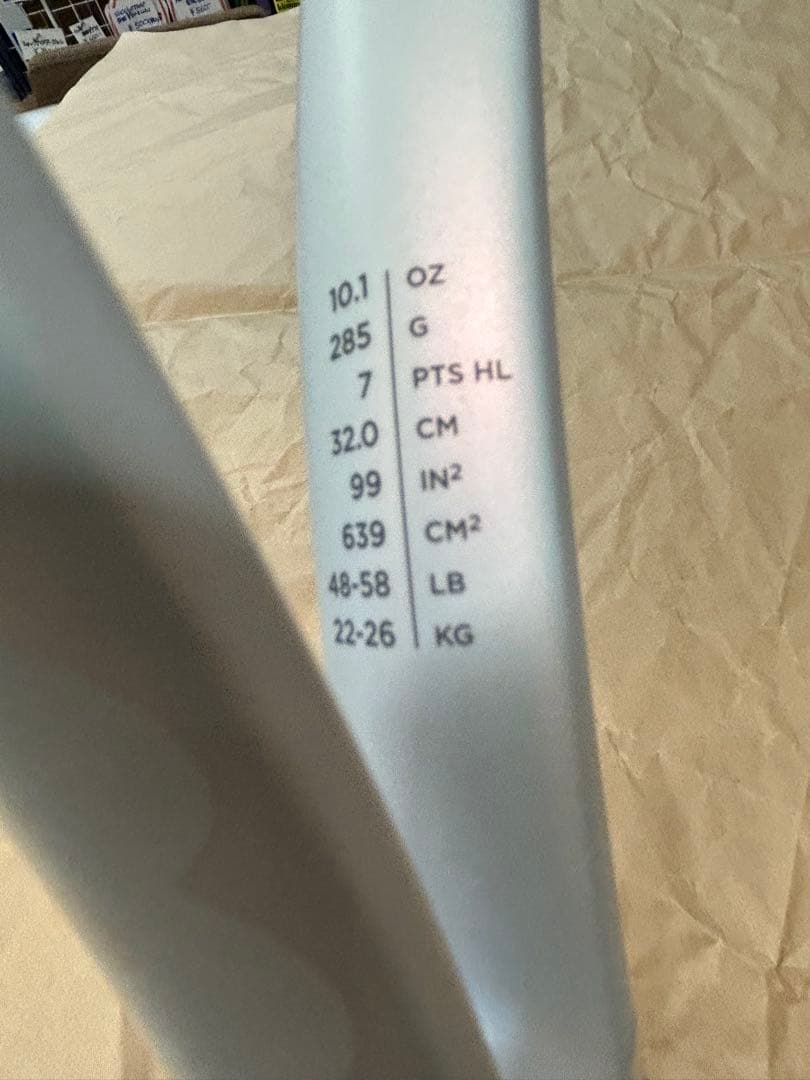 10.1 | OZ
285 | G
7 | PTS HL
32.0 | CM
99 | IN²
639 | CM²
48-58 | LB
22-26 | KG